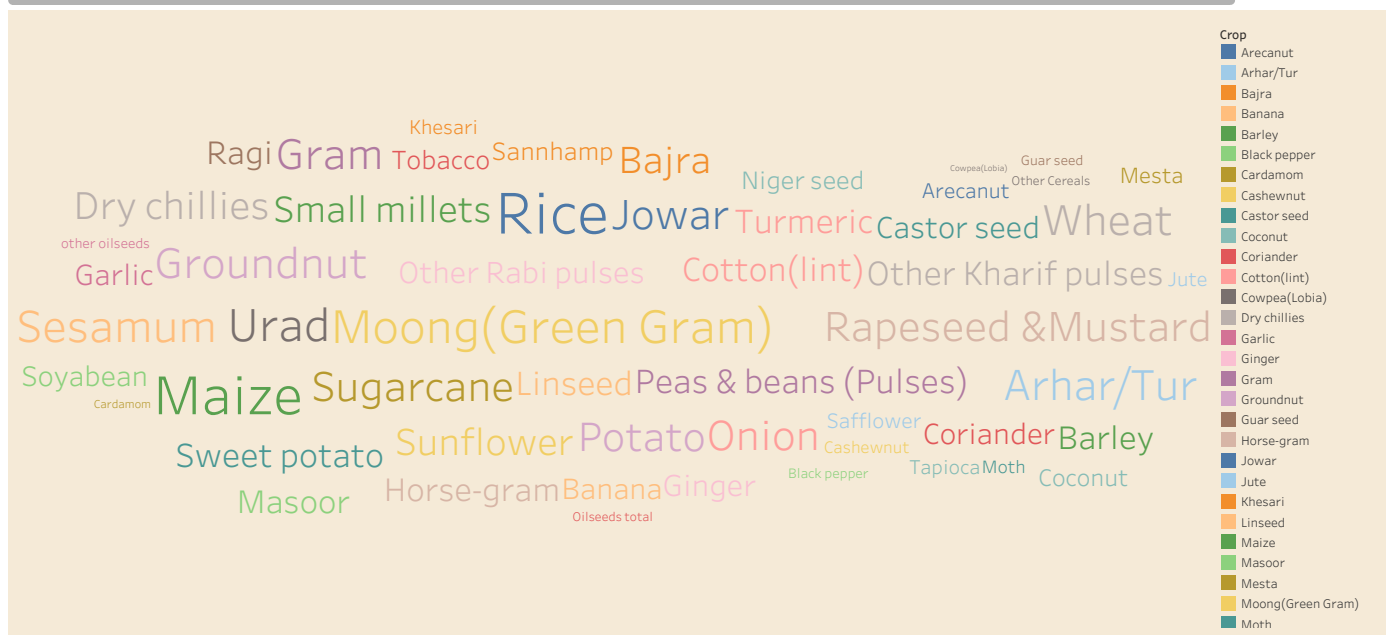 Khesari
Ragi Gram Tobacco Sannhamp Bajra
Guar seed
Cowpea(Lobia) Other Cereals Mesta
Niger seed Arecanut
Dry chillies Small millets Rice Jowar Turmeric Castor seed Wheat
other oilseeds
Garlic Groundnut Other Rabi pulses Cotton(lint) Other Kharif pulses Jute
Sesamum Urad Moong(Green Gram) Rapeseed &Mustard
Soyabean
Cardamom Maize Sugarcane Linseed Peas & beans (Pulses) Arhar/Tur
Safflower
Sweet potato Sunflower Potato Onion Cashewnut Coriander Barley
Black pepper Tapioca Moth Coconut
Masoor Horse-gram Banana Ginger
Oilseeds total
Crop
Arecanut
Arhar/Tur
Bajra
Banana
Barley
Black pepper
Cardamom
Cashewnut
Castor seed
Coconut
Coriander
Cotton(lint)
Cowpea(Lobia)
Dry chillies
Garlic
Ginger
Gram
Groundnut
Guar seed
Horse-gram
Jowar
Jute
Khesari
Linseed
Maize
Masoor
Mesta
Moong(Green Gram)
Moth